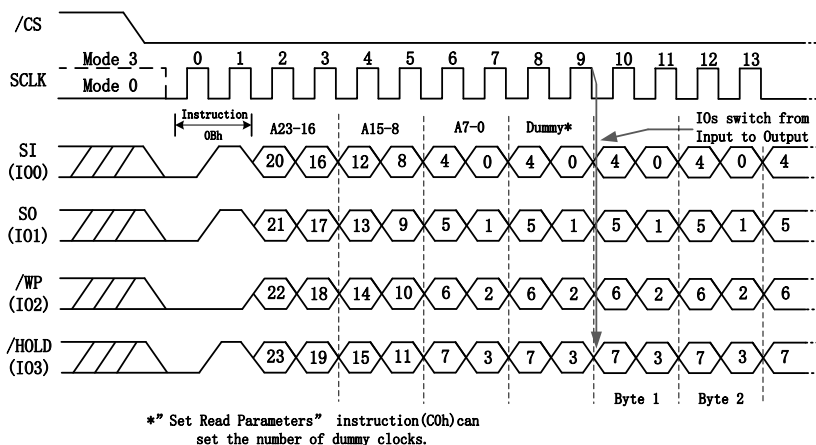 /CS
Mode 3 0 1 2 3 4 5 6 7 8 9 10 11 12 13
SCLK
Mode 0
Instruction
0Bh
A23-16 A15-8 A7-0 Dummy*
IOs switch from
Input to Output
SI
(IO0)
20 16 12 8 4 0 4 0 4 0 4 0 4
SO
(IO1)
21 17 13 9 5 1 5 1 5 1 5 1 5
/WP
(IO2)
22 18 14 10 6 2 6 2 6 2 6 2 6
/HOLD
(IO3)
23 19 15 11 7 3 7 3 7 3 7 3 7
Byte 1 Byte 2
*" Set Read Parameters" instruction(C0h)can
set the number of dummy clocks.